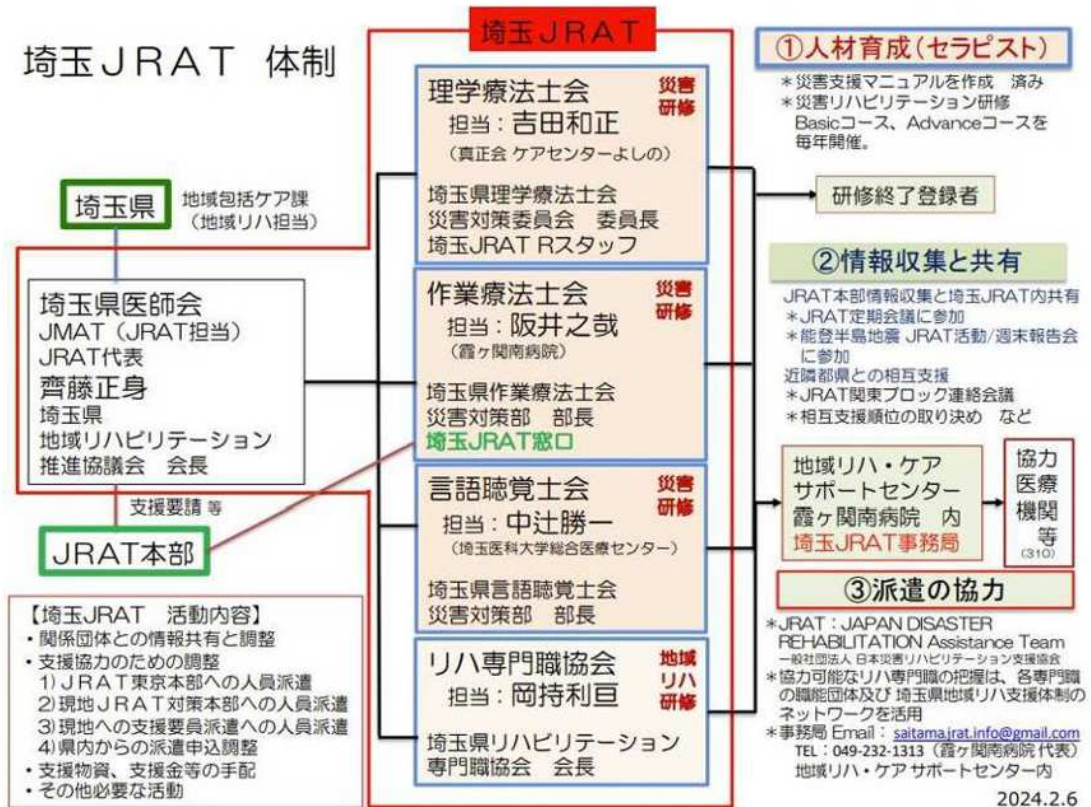 埼玉JRAT 体制
埼玉県
地域包括ケア課
（地域リハ担当）
埼玉県医師会
JMAT（JRAT担当）
JRAT代表
齊藤正身
埼玉県
地域リハビリテーション
推進協議会 会長
支援要請 等
JRAT本部
【埼玉JRAT 活動内容】
・関係団体との情報共有と調整
・支援協力のための調整
1)ＪＲＡＴ東京本部への人員派遣
2)現地ＪＲＡＴ対策本部への人員派遣
3)現地への支援要員派遣への人員派遣
4)県内からの派遣申込調整
・支援物資、支援金等の手配
・その他必要な活動
埼玉ＪＲＡＴ
理学療法士会
災害
研修
担当：吉田和正
（真正会 ケアセンターよしの）
埼玉県理学療法士会
災害対策委員会 委員長
埼玉JRAT Rスタッフ
作業療法士会
災害
研修
担当：阪井之哉
（霞ヶ関南病院）
埼玉県作業療法士会
災害対策部 部長
埼玉JRAT窓口
言語聴覚士会
災害
研修
担当：中辻勝一
（埼玉医科大学総合医療センター）
埼玉県言語聴覚士会
災害対策部 部長
リハ専門職協会
地域
リハ
研修
担当：岡持利亘
埼玉県リハビリテーション
専門職協会 会長
①人材育成(セラピスト)
＊災害支援マニュアルを作成 済み
＊災害リハビリテーション研修
Basicコース、Advanceコースを
毎年開催。
研修終了登録者
②情報収集と共有
JRAT本部情報収集と埼玉JRAT内共有
＊JRAT定期会議に参加
＊能登半島地震 JRAT活動/週末報告会
に参加
近隣都県との相互支援
＊JRAT関東ブロック連絡会議
＊相互支援順位の取り決め など
地域リハ・ケア
サポートセンター
霞ヶ関南病院 内
埼玉JRAT事務局
協力
医療
機関
等
(310)
③派遣の協力
＊JRAT：JAPAN DISASTER
REHABILITATION Assistance Team
一般社団法人 日本災害リハビリテーション支援協会
＊協力可能なリハ専門職の把握は、各専門職
の職能団体及び 埼玉県地域リハ支援体制の
ネットワークを活用
＊事務局 Email： saitama.jrat.info@gmail.com
TEL：049-232-1313（霞ヶ関南病院 代表）
地域リハ・ケア サポートセンター内
2024.2.6